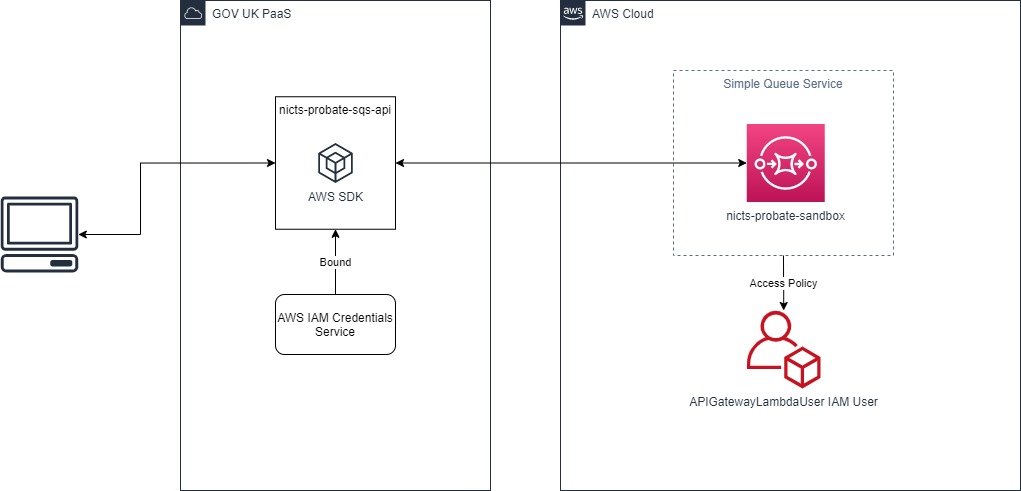 GOV UK PaaS
aws
AWS Cloud
nicts-probate-sqs-api
AWS SDK
Bound
AWS IAM Credentials
Service
Simple Queue Service
nicts-probate-sandbox
Access Policy
APIGatewayLambdaUser IAM User